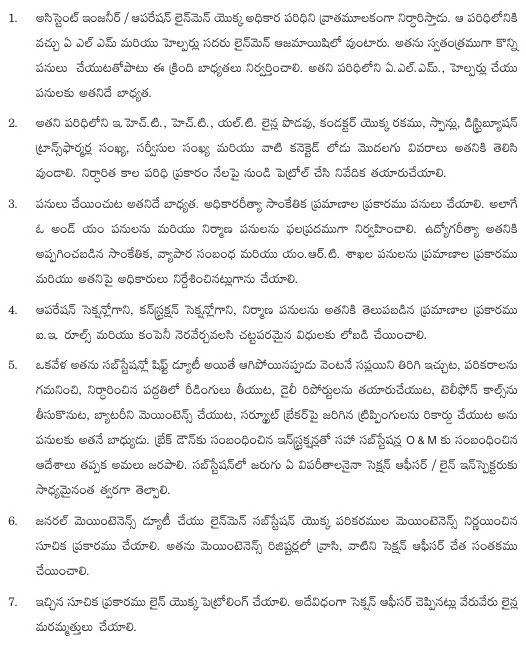 1. అసిస్టెంట్ ఇంజనీర్ / ఆపరేషన్ లైన్‌మెన్ యొక్క అధికార పరిధిని వ్రాతమూలకంగా నిర్ధారిస్తాడు. ఆ పరిధిలోనికి
వచ్చు ఏ ఎల్ ఎమ్ మరియు హెల్పర్లు సదరు లైన్‌మెన్ ఆజమాయిషిలో వుంటారు. అతను స్వతంత్రముగా కొన్ని
పనులు చేయుటతోపాటు ఈ క్రింది బాధ్యతలు నిర్వర్తించాలి. అతని పరిధిలోని ఏ.ఎల్.ఎమ్., హెల్పర్లు చేయు
పనులకు అతనిదే బాధ్యత.
2. అతని పరిధిలోని ఇ.హెచ్.టి., హెచ్.టి., యల్.టి. లైన్ల పొడవు, కండక్టర్ యొక్క రకము, స్పాన్లు, డిస్ట్రిబ్యూషన్
ట్రాన్స్‌ఫార్మర్ల సంఖ్య, సర్వీసుల సంఖ్య మరియు వాటి కనెక్టెడ్ లోడు మొదలగు వివరాలు అతనికి తెలిసి
వుండాలి. నిర్ధారిత కాల పరిధి ప్రకారం నేలపై నుండి పెట్రోల్ చేసి నివేదిక తయారుచేయాలి.
3. పనులు చేయించుట అతనిదే బాధ్యత. అధికారరీత్యా సాంకేతిక ప్రమాణాల ప్రకారము పనులు చేయాలి. అలాగే
ఓ అండ్ యం పనులను మరియు నిర్మాణ పనులను ఫలప్రదముగా నిర్వహించాలి. ఉద్యోగరీత్యా అతనికి
అప్పగించబడిన సాంకేతిక, వ్యాపార సంబంధ మరియు యం.ఆర్.టి. శాఖల పనులను ప్రమాణాల ప్రకారము
మరియు అతనిపై అధికారులు నిర్దేశించినట్లుగాను చేయాలి.
4. ఆపరేషన్ సెక్షన్లోగాని, కన్‌స్ట్రక్షన్ సెక్షన్లోగాని, నిర్మాణ పనులను అతనికి తెలుపబడిన ప్రమాణాల ప్రకారము
ఐ.ఇ. రూల్స్ మరియు కంపెనీ నెరవేర్చవలసి చట్టపరమైన విధులకు లోబడి చేయించాలి.
5. ఒకవేళ అతను సబ్‌స్టేషన్లో షిఫ్ట్ డ్యూటీ అయితే ఆగిపోయినప్పుడు వెంటనే సప్లయిని తిరిగి ఇచ్చుట, పరికరాలను
గమనించి, నిర్ధారించిన పద్ధతిలో రీడింగులు తీయుట, డైలీ రిపోర్టులను తయారుచేయుట, టెలీఫోన్ కాల్స్‌ను
తీసుకొనుట, బ్యాటరీని మెయింటెన్స్ చేయుట, సర్క్యూట్ బ్రేకర్‌పై జరిగిన ట్రిప్పింగులను రికార్డు చేయుట అను
పనులకు అతనే బాధ్యుడు. బ్రేక్ డౌన్‌కు సంబంధించిన ఇన్‌స్ట్రక్షన్లతో సహా సబ్‌స్టేషన్ల O & M కు సంబంధించిన
ఆదేశాలు తప్పక అమలు జరపాలి. సబ్‌స్టేషన్‌లో జరుగు ఏ విపరీతాలనైనా సెక్షన్ ఆఫీసర్ / లైన్ ఇన్‌స్పెక్టరుకు
సాధ్యమైనంత త్వరగా తెల్పాలి.
6. జనరల్ మెయింటెనెన్స్ డ్యూటీ చేయు లైన్‌మెన్ సబ్‌స్టేషన్ యొక్క పరికరముల మెయింటెనెన్స్ నిర్ణయించిన
సూచిక ప్రకారము చేయాలి. అతను మెయింటెనెన్స్ రిజిష్టర్లలో వ్రాసి, వాటిని సెక్షన్ ఆఫీసర్ చేత సంతకము
చేయించాలి.
7. ఇచ్చిన సూచిక ప్రకారము లైన్ యొక్క పెట్రోలింగ్ చేయాలి. అదేవిధంగా సెక్షన్ ఆఫీసర్ చెప్పినట్లు వేరువేరు లైన్ల
మరమ్మత్తులు చేయాలి.